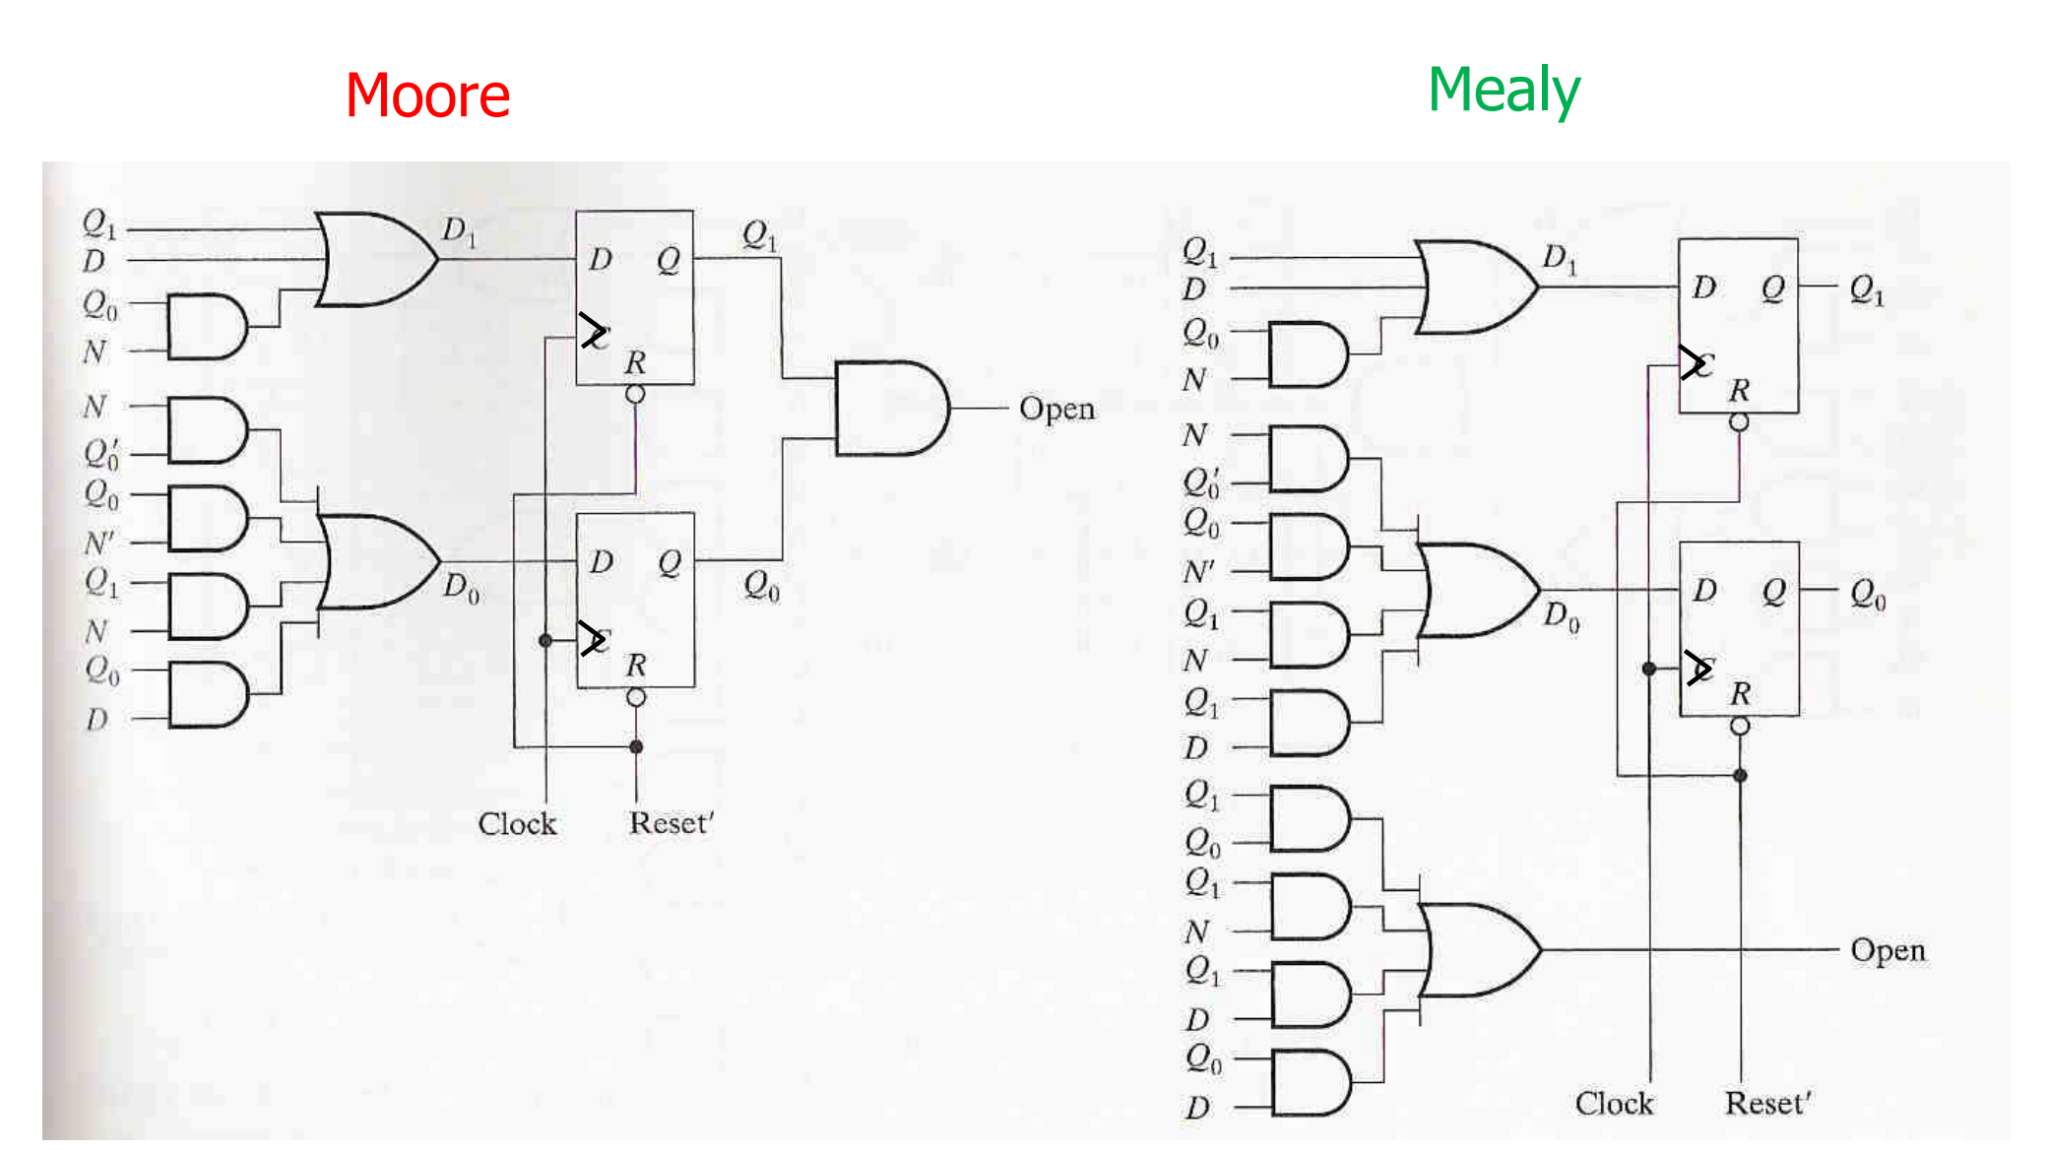 Moore
Q₁
D
Q₀
N
N
Q₀′
Q₀
N′
Q₁
N
Q₀
D
D₁
D₀
D Q
C
R
D Q
C
R
Q₁
Q₀
Open
Clock Reset′
Mealy
Q₁
D
Q₀
N
N
Q₀′
Q₀
N′
Q₁
N
Q₁
D
Q₁
Q₀
Q₁
N
Q₁
D
Q₀
D
D₁
D₀
D Q
C
R
D Q
C
R
Q₁
Q₀
Open
Clock Reset′